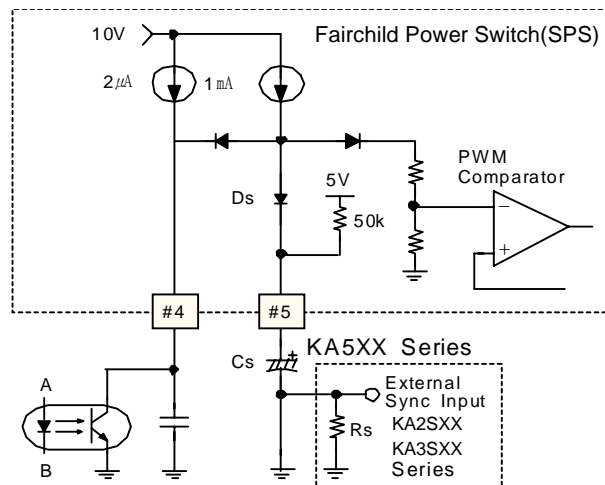 10V
Fairchild Power Switch(SPS)
2㎂
1㎃
PWM
Comparator
5V
Ds
50k
−
+
#4
#5
Cs
+
KA5XX Series
A
B
Rs
External
Sync Input
KA2SXX
KA3SXX
Series